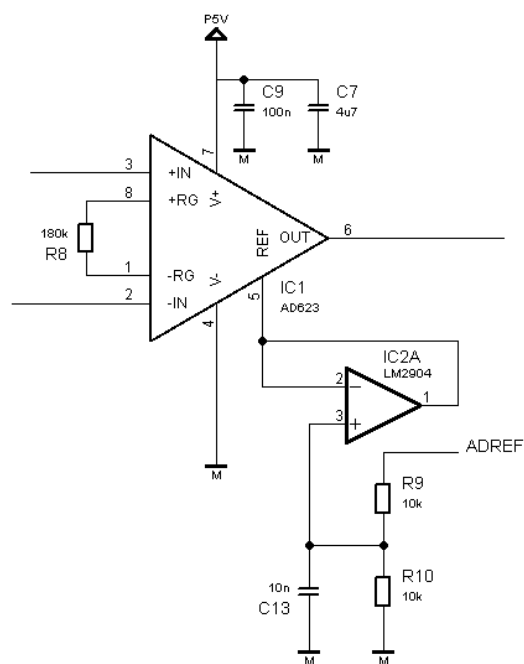 P5V
C9
100n
C7
4u7
M
M
7
3
+IN
8
+RG
V+
180k
R8
REF
OUT
6
1
-RG
2
-IN
V-
4
5
IC1
AD623
IC2A
LM2904
2
-
1
3
+
M
ADREF
R9
10k
10n
C13
R10
10k
M
M